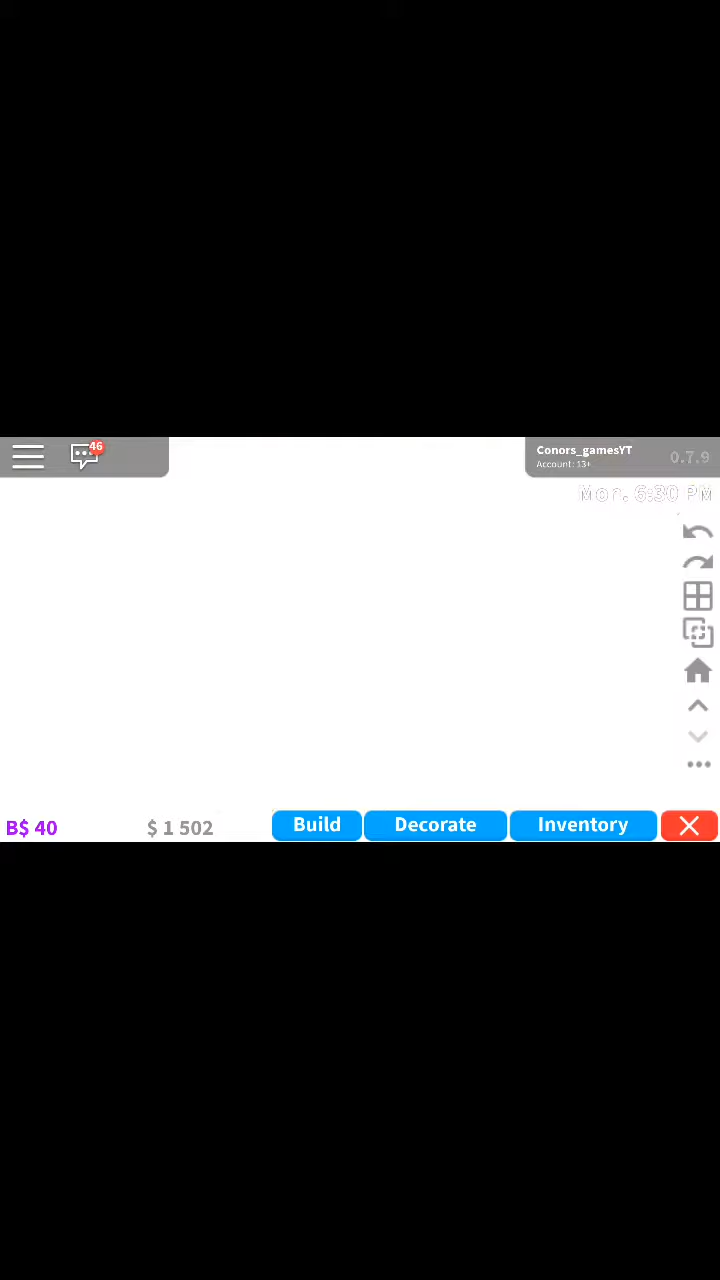 46
Conors_gamesYT
Account: 13+
0.7.9
Mon. 6:30 PM
B$ 40
$ 1 502
Build
Decorate
Inventory